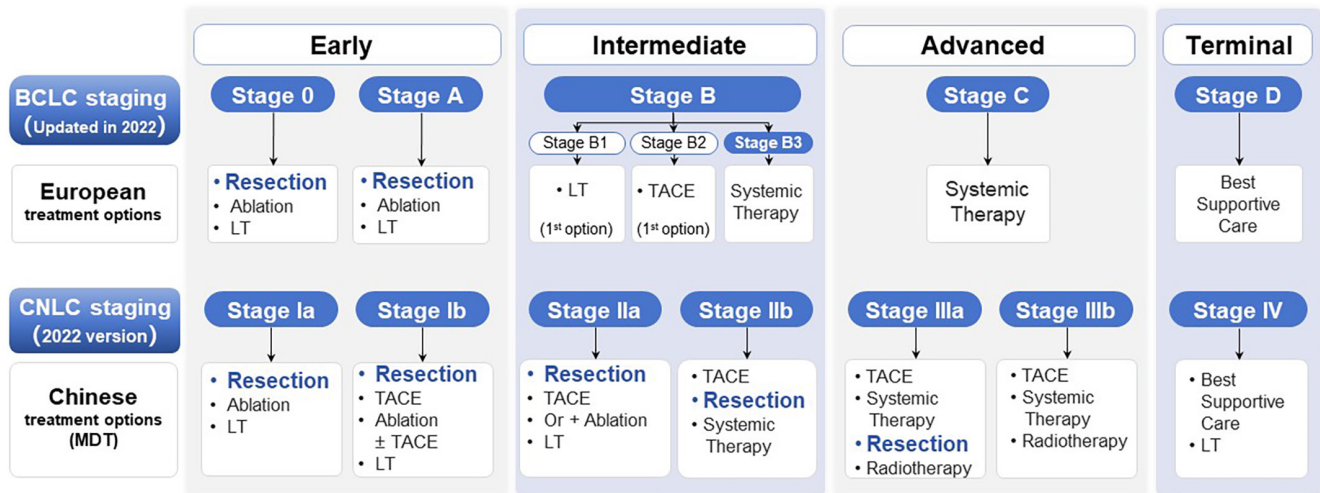 Early
Intermediate
Advanced
Terminal
BCLC staging
(Updated in 2022)
Stage 0
Stage A
Stage B
Stage C
Stage D
Stage B1
Stage B2
Stage B3
European
treatment options
• Resection
• Ablation
• LT
• Resection
• Ablation
• LT
• LT
(1st option)
• TACE
(1st option)
Systemic
Therapy
Systemic
Therapy
Best
Supportive
Care
CNLC staging
(2022 version)
Stage Ia
Stage Ib
Stage IIa
Stage IIb
Stage IIIa
Stage IIIb
Stage IV
Chinese
treatment options
(MDT)
• Resection
• Ablation
• LT
• Resection
• TACE
• Ablation
± TACE
• LT
• Resection
• TACE
• Or + Ablation
• LT
• TACE
• Resection
• Systemic
Therapy
• TACE
• Systemic
Therapy
• Resection
• Radiotherapy
• TACE
• Systemic
Therapy
• Radiotherapy
• Best
Supportive
Care
• LT